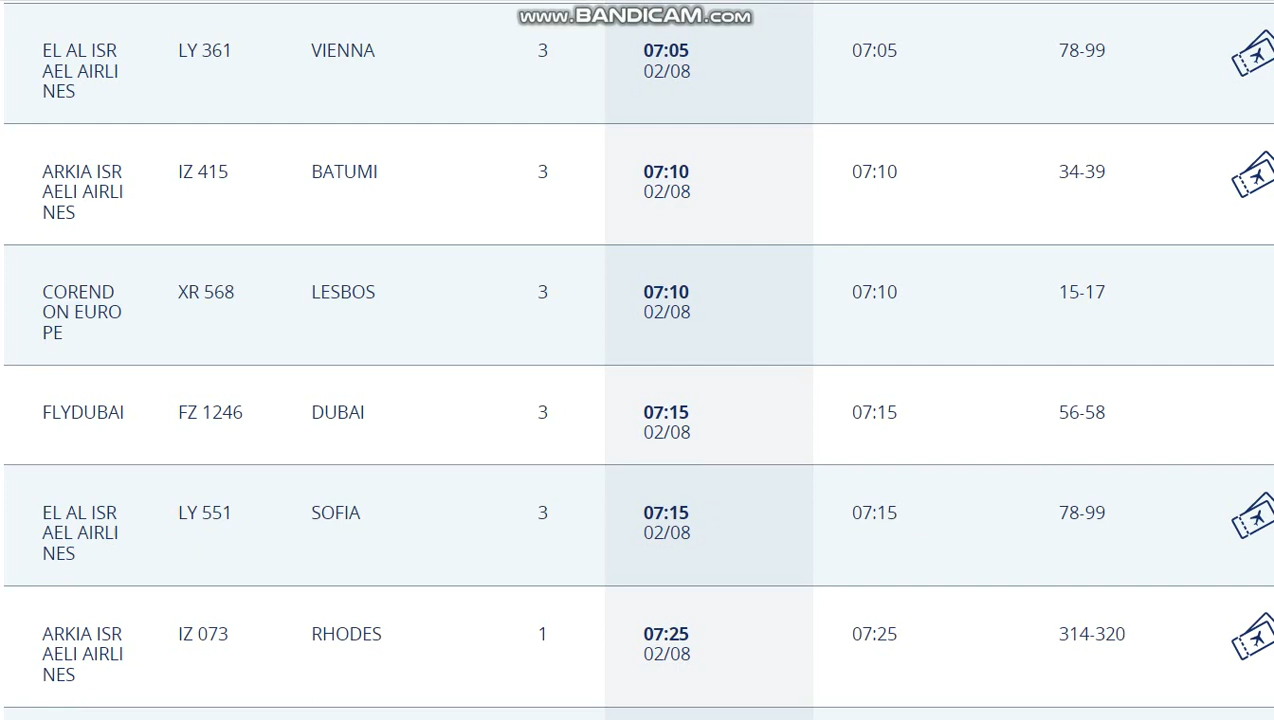 www.BANDICAM.com
EL AL ISR LY 361 VIENNA 3 07:05 07:05 78-99
AEL AIRLI 02/08
NES
ARKIA ISR IZ 415 BATUMI 3 07:10 07:10 34-39
AELI AIRLI 02/08
NES
COREND XR 568 LESBOS 3 07:10 07:10 15-17
ON EURO 02/08
PE
FLYDUBAI FZ 1246 DUBAI 3 07:15 07:15 56-58
02/08
EL AL ISR LY 551 SOFIA 3 07:15 07:15 78-99
AEL AIRLI 02/08
NES
ARKIA ISR IZ 073 RHODES 1 07:25 07:25 314-320
AELI AIRLI 02/08
NES